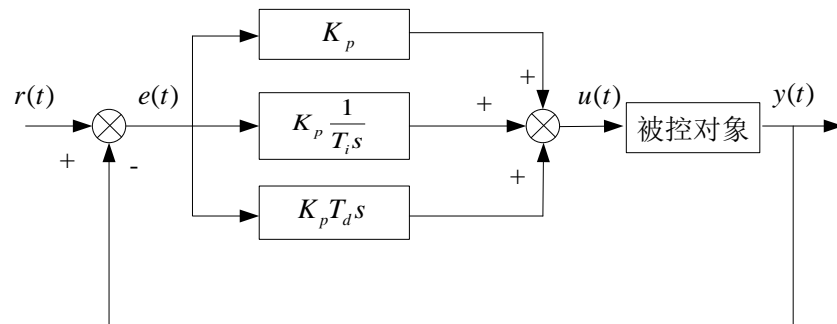 K_p
r(t)
e(t)
+
+
u(t)
y(t)
K_p 1/(T_i s)
被控对象
+
-
+
K_p T_d s